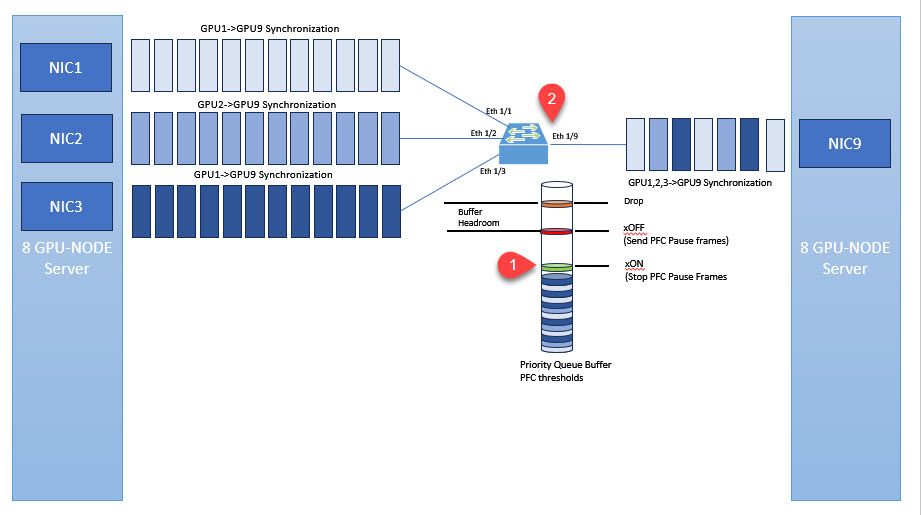 GPU1->GPU9 Synchronization
NIC1
GPU2->GPU9 Synchronization
Eth 1/1
2
NIC2
Eth 1/2
Eth 1/9
NIC9
GPU1->GPU9 Synchronization
Eth 1/3
GPU1,2,3->GPU9 Synchronization
NIC3
Drop
Buffer
Headroom
xOFF
(Send PFC Pause frames)
8 GPU-NODE
Server
8 GPU-NODE
Server
1
xON
(Stop PFC Pause Frames
Priority Queue Buffer
PFC thresholds